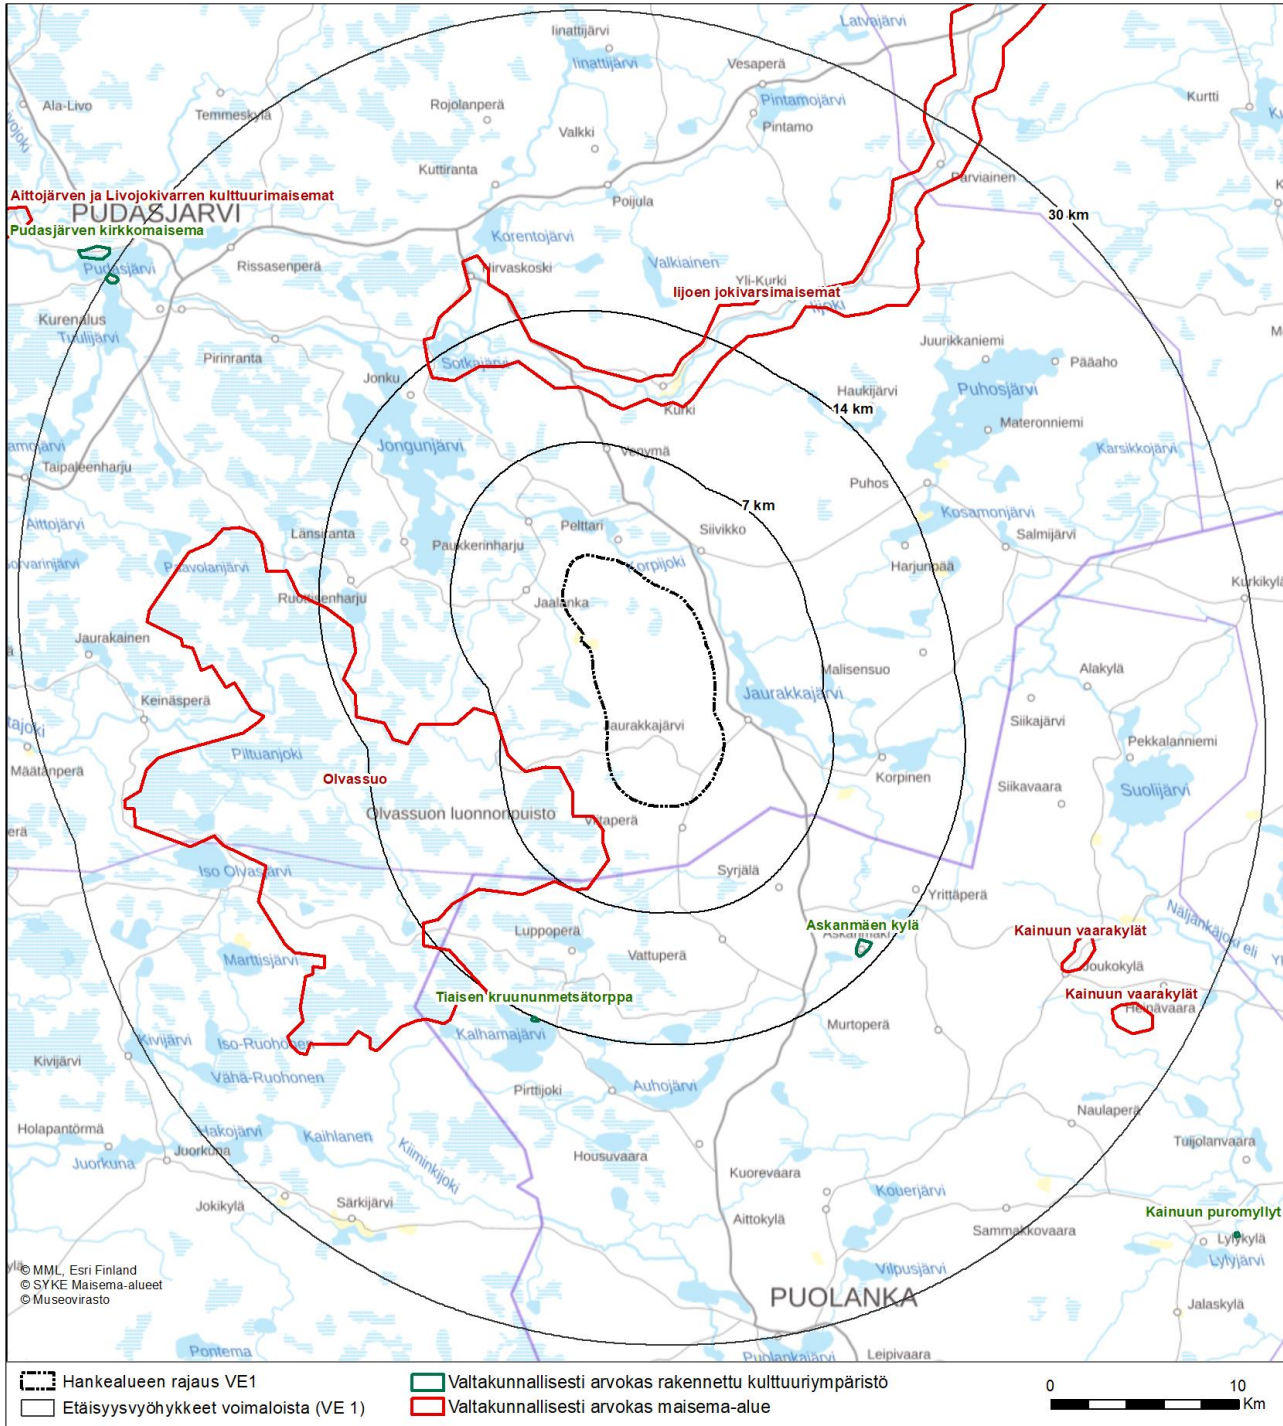 Iinattijärvi
Iinattijärvi
Latvajärvi
Vesaperä
Ala-Livo
Temmeskylä
Rojolanperä
Pintamojärvi
Pintamo
Kurtti
Valkki
Kuttiranta
Poijula
Parviainen
Aittojärven ja Livojokivarren kulttuurimaisemat
PUDASJÄRVI
Pudasjärven kirkkomaisema
30 km
Korentojärvi
Pudasjärvi
Rissasenperä
Hirvaskoski
Valkiainen
Yli-Kurki
Iijoen jokivarsimaisemat
Iijoki
Kurenalus
Tuulijärvi
Pirinranta
Sotkajärvi
Juurikkaniemi
Pääaho
Jonku
Haukijärvi
Puhosjärvi
14 km
Kurki
Materonniemi
Jongunjärvi
Venymä
Karsikkojärvi
Taipaleenharju
Puhos
7 km
Kosamonjärvi
Aittojärvi
Länsiranta
Pelttari
Siivikko
Salmijärvi
Paukkerinharju
Korpijoki
Harjunpää
Paavolanjärvi
Kurkikylä
Ruottisenharju
Jaalanka
Jaurakainen
Malisensuo
Alakylä
Keinäsperä
Jaurakkajärvi
Siikajärvi
Jaurakkajärvi
Piltuanjoki
Pekkalanniemi
Määtänperä
Olvassuo
Korpinen
Siikavaara
Suolijärvi
Olvassuon luonnonpuisto
Ylitaperä
Iso Olvasjärvi
Syrjälä
Yrittäperä
Näljänkäjoki eli
Askanmäen kylä
Askanmäki
Luppoperä
Kainuun vaarakylät
Marttisjärvi
Vattuperä
Joukokylä
Kainuun vaarakylät
Tiaisen kruununmetsätorppa
Heinävaara
Murtoperä
Kalhamajärvi
Kivijärvi
Iso-Ruohonen
Kivijärvi
Vähä-Ruohonen
Pirttijoki
Auhojärvi
Naulaperä
Holapantörmä
Hakojärvi
Kaihlanen
Kiiminkijoki
Tuijolanvaara
Juorkuna
Juorkuna
Housuvaara
Kuorevaara
Jokikylä
Särkijärvi
Kouerjärvi
Aittokylä
Kainuun puromyllyt
Sammakkovaara
Lylykylä
Lylyjärvi
© MML, Esri Finland
© SYKE Maisema-alueet
© Museovirasto
Vilpusjärvi
PUOLANKA
Jalaskylä
Pontema
Puolankajärvi
Leipivaara
Hankealueen rajaus VE1
Etäisyysvyöhykkeet voimaloista (VE 1)
Valtakunnallisesti arvokas rakennettu kulttuuriympäristö
Valtakunnallisesti arvokas maisema-alue
0 10
Km